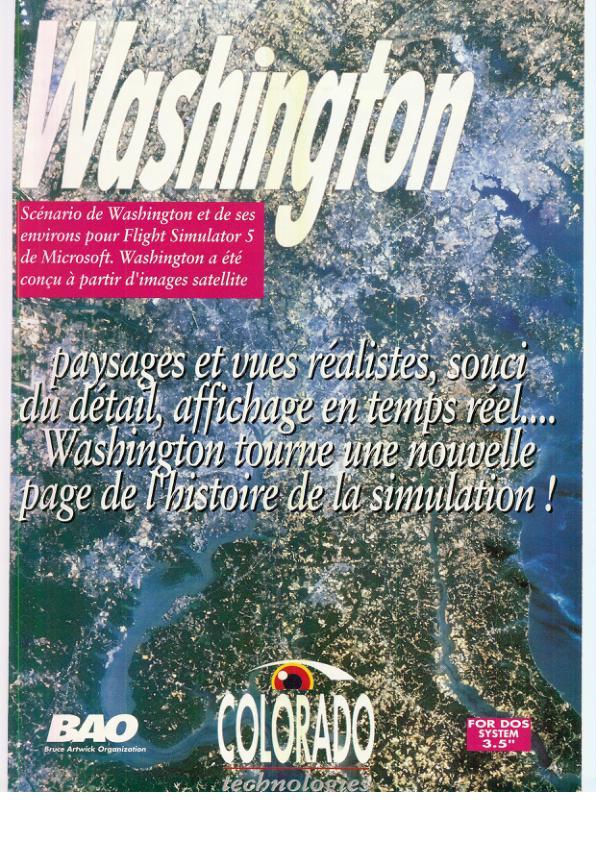 Washington
Scénario de Washington et de ses
environs pour Flight Simulator 5
de Microsoft. Washington a été
conçu à partir d'images satellite
paysages et vues réalistes, souci
du détail, affichage en temps réel....
Washington tourne une nouvelle
page de l'histoire de la simulation !
BAO
Bruce Artwick Organization
COLORADO
technologies
FOR DOS
SYSTEM
3.5"